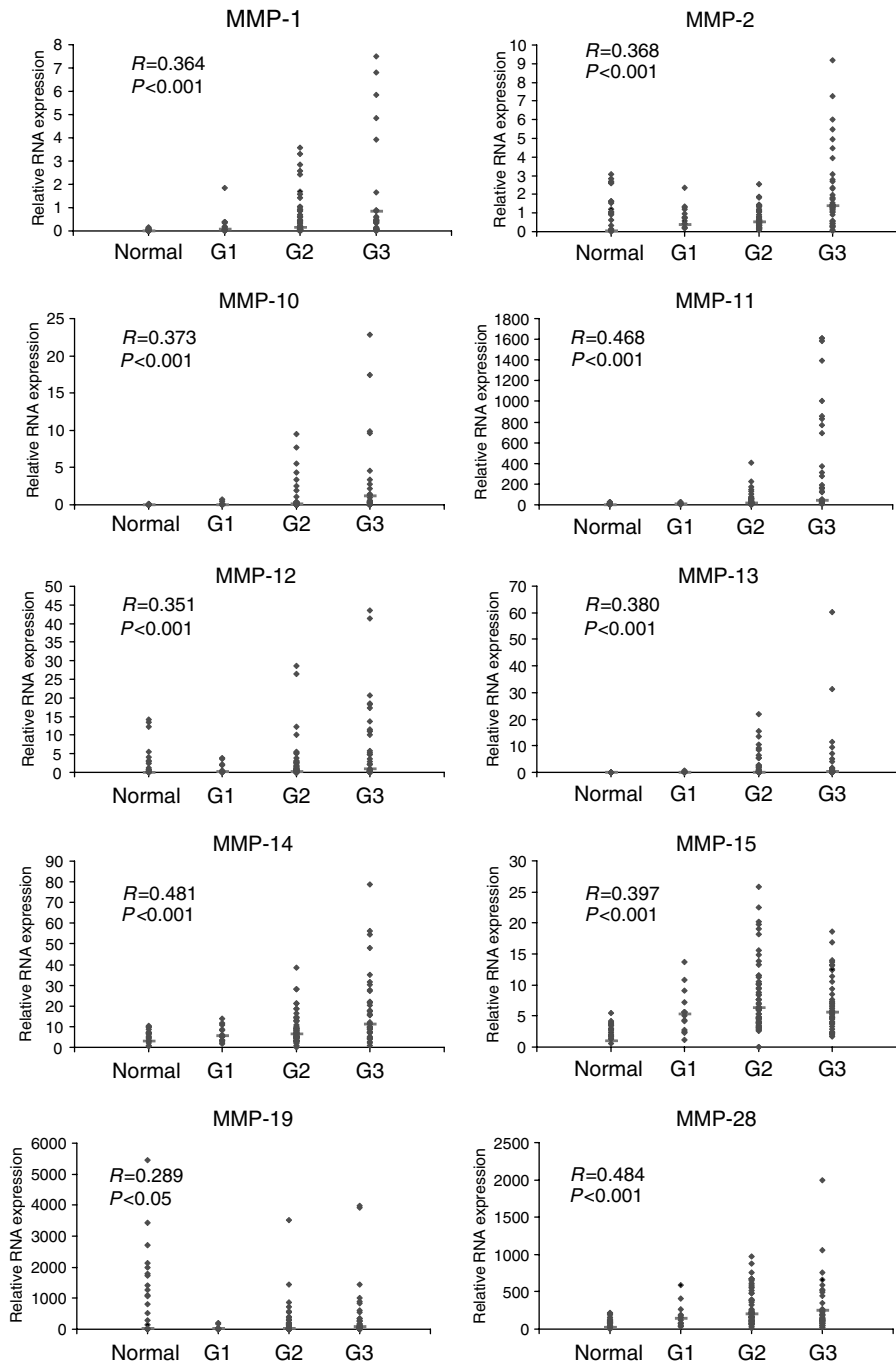 MMP-1
Relative RNA expression
8
7
6
5
4
3
2
1
0
R=0.364
P<0.001
Normal G1 G2 G3
MMP-2
Relative RNA expression
10
9
8
7
6
5
4
3
2
1
0
R=0.368
P<0.001
Normal G1 G2 G3
MMP-10
Relative RNA expression
25
20
15
10
5
0
R=0.373
P<0.001
Normal G1 G2 G3
MMP-11
Relative RNA expression
1800
1600
1400
1200
1000
800
600
400
200
0
R=0.468
P<0.001
Normal G1 G2 G3
MMP-12
Relative RNA expression
50
45
40
35
30
25
20
15
10
5
0
R=0.351
P<0.001
Normal G1 G2 G3
MMP-13
Relative RNA expression
70
60
50
40
30
20
10
0
R=0.380
P<0.001
Normal G1 G2 G3
MMP-14
Relative RNA expression
90
80
70
60
50
40
30
20
10
0
R=0.481
P<0.001
Normal G1 G2 G3
MMP-15
Relative RNA expression
30
25
20
15
10
5
0
R=0.397
P<0.001
Normal G1 G2 G3
MMP-19
Relative RNA expression
6000
5000
4000
3000
2000
1000
0
R=0.289
P<0.05
Normal G1 G2 G3
MMP-28
Relative RNA expression
2500
2000
1500
1000
500
0
R=0.484
P<0.001
Normal G1 G2 G3